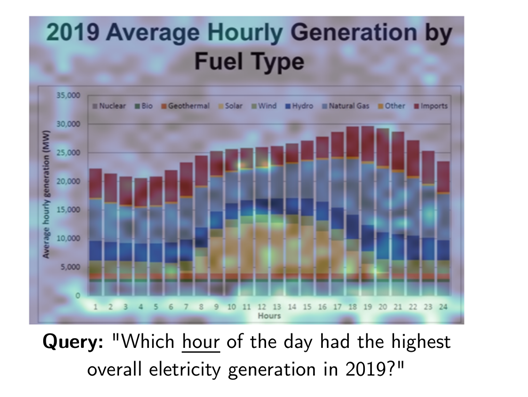 2019 Average Hourly Generation by
Fuel Type
35,000
30,000
25,000
20,000
15,000
10,000
5,000
0
Average hourly generation (MW)
Nuclear Bio Geothermal Solar Wind Hydro Natural Gas Other Imports
1 2 3 4 5 6 7 8 9 10 11 12 13 14 15 16 17 18 19 20 21 22 23 24
Hours
Query: "Which hour of the day had the highest
overall eletricity generation in 2019?"